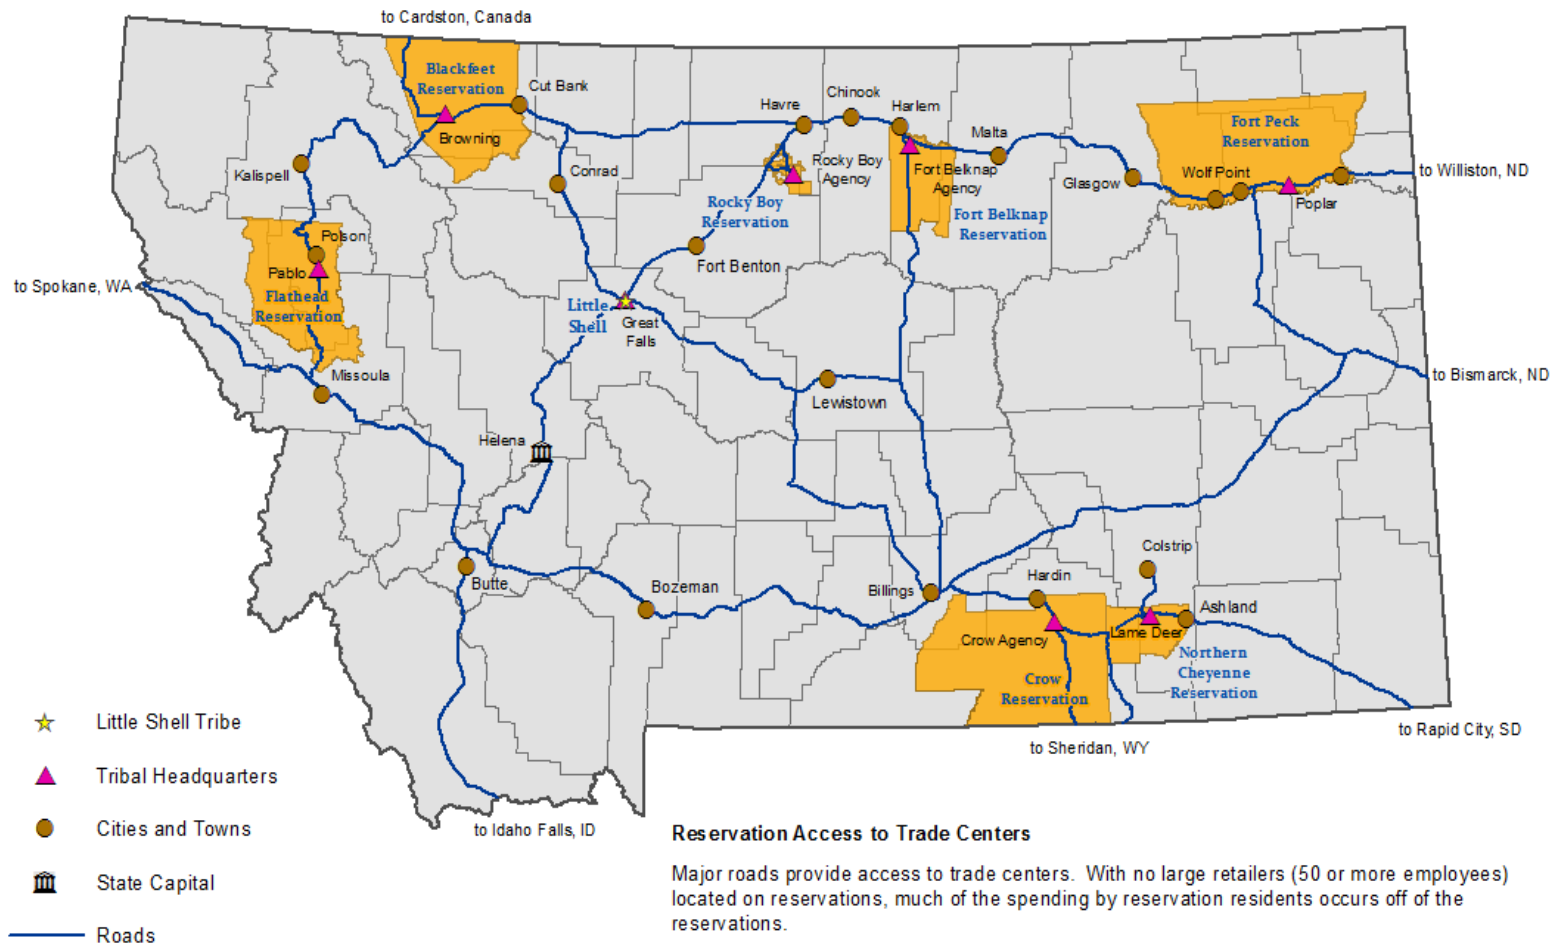 to Cardston, Canada
Blackfeet
Reservation
Cut Bank
Browning
Havre
Chinook
Harlem
Malta
Fort Peck
Reservation
Kalispell
Conrad
Rocky Boy
Agency
Fort Belknap
Agency
Glasgow
Wolf Point
to Williston, ND
Poplar
Rocky Boy
Reservation
Fort Belknap
Reservation
Polson
Pablo
Fort Benton
to Spokane, WA
Flathead
Reservation
Little
Shell
Great
Falls
Missoula
Lewistown
to Bismarck, ND
Helena
Colstrip
Butte
Bozeman
Billings
Hardin
Ashland
Crow Agency
Lame Deer
Northern
Cheyenne
Reservation
Crow
Reservation
to Sheridan, WY
to Rapid City, SD
to Idaho Falls, ID
Little Shell Tribe
Tribal Headquarters
Cities and Towns
State Capital
Roads
Reservation Access to Trade Centers
Major roads provide access to trade centers. With no large retailers (50 or more employees)
located on reservations, much of the spending by reservation residents occurs off of the
reservations.